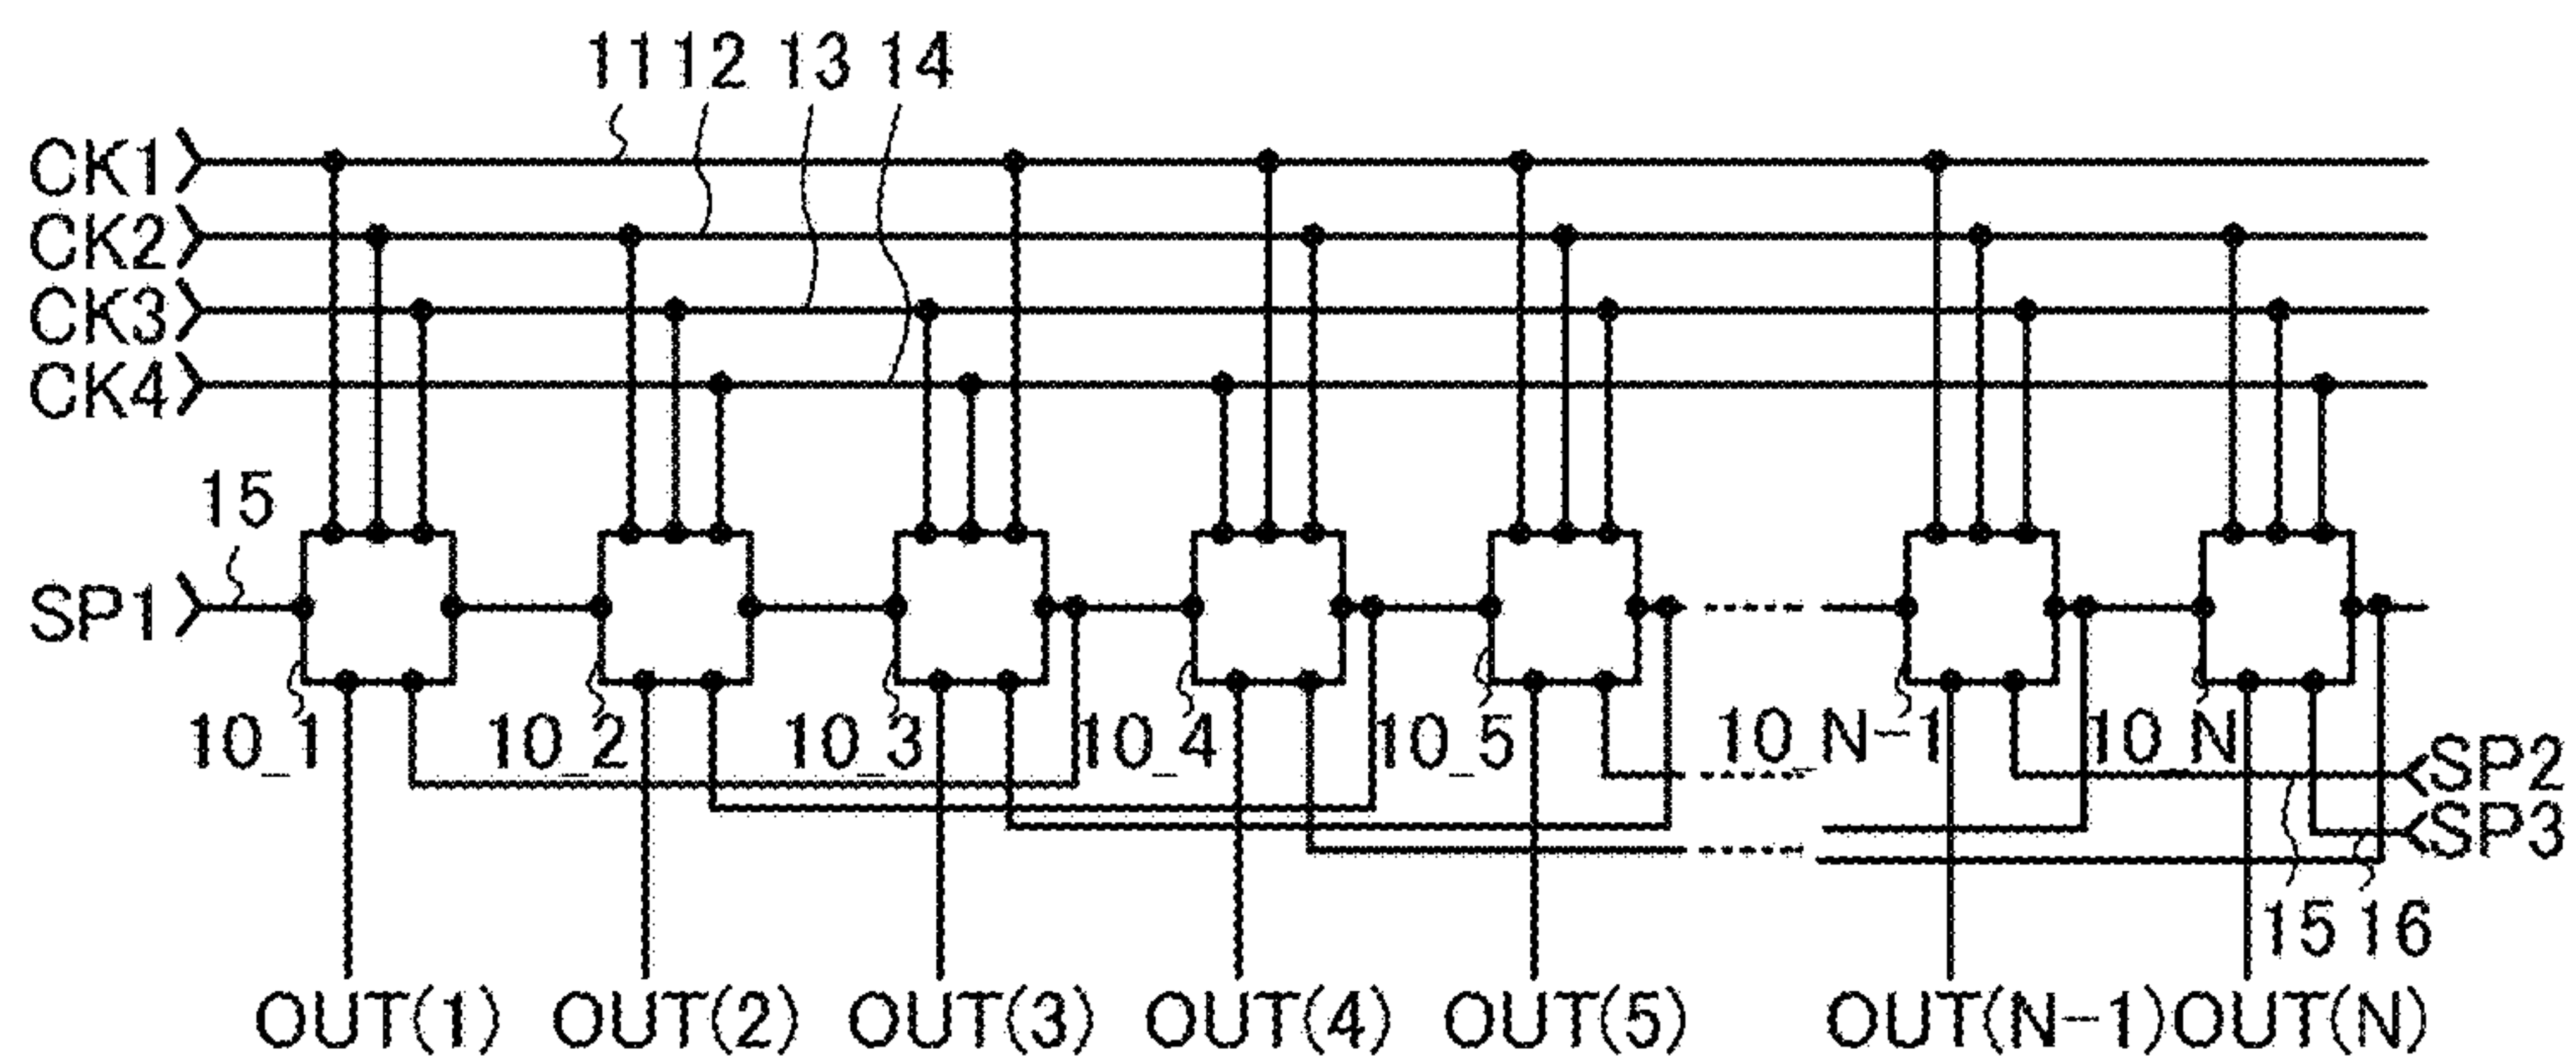 11 12 13 14
CK1
CK2
CK3
CK4
15
SP1
10_1 10_2 10_3 10_4 10_5 10_N-1 10_N
SP2
SP3
15 16
OUT(1) OUT(2) OUT(3) OUT(4) OUT(5) OUT(N-1) OUT(N)